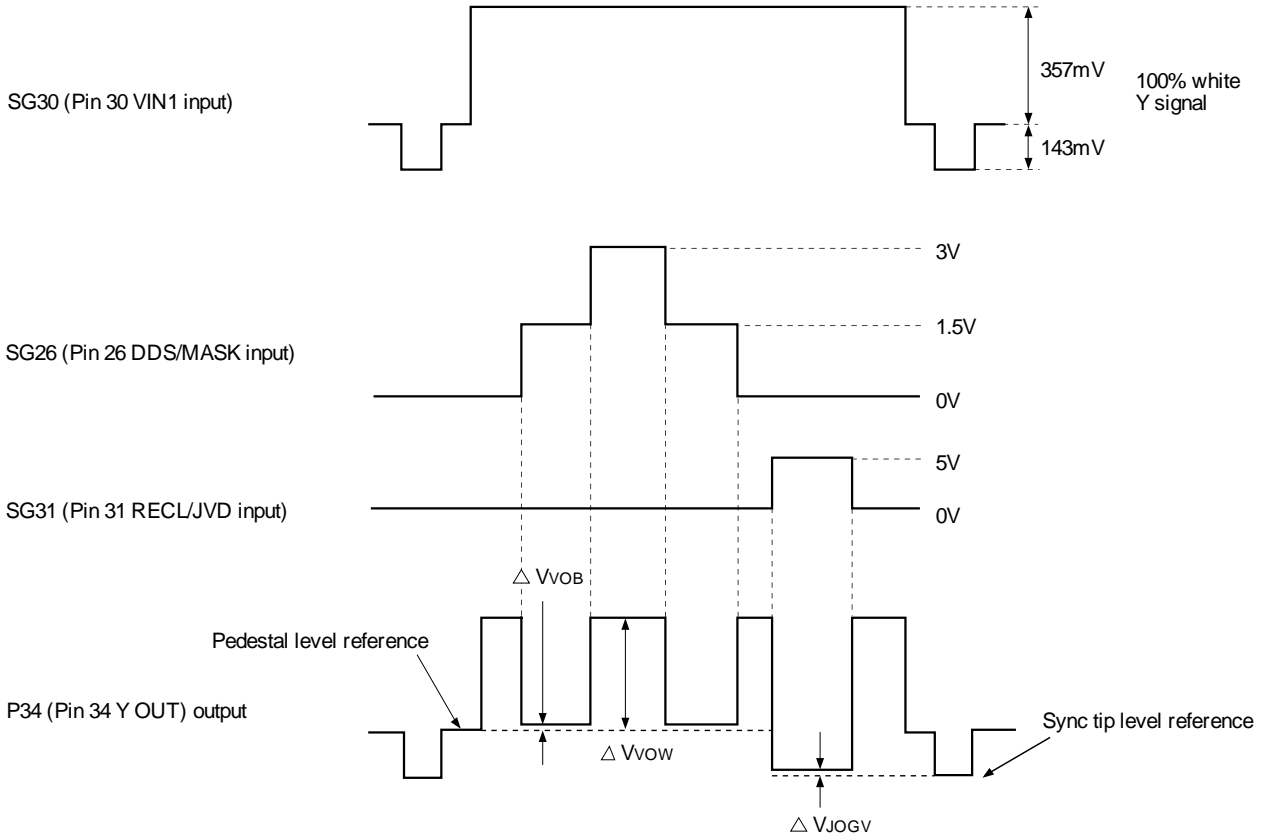 SG30 (Pin 30 VIN1 input)
357mV
100% white
Y signal
143mV
3V
1.5V
SG26 (Pin 26 DDS/MASK input)
0V
5V
SG31 (Pin 31 RECL/JVD input)
0V
△ VVOB
Pedestal level reference
P34 (Pin 34 Y OUT) output
Sync tip level reference
△ VVOW
△ VJOGV